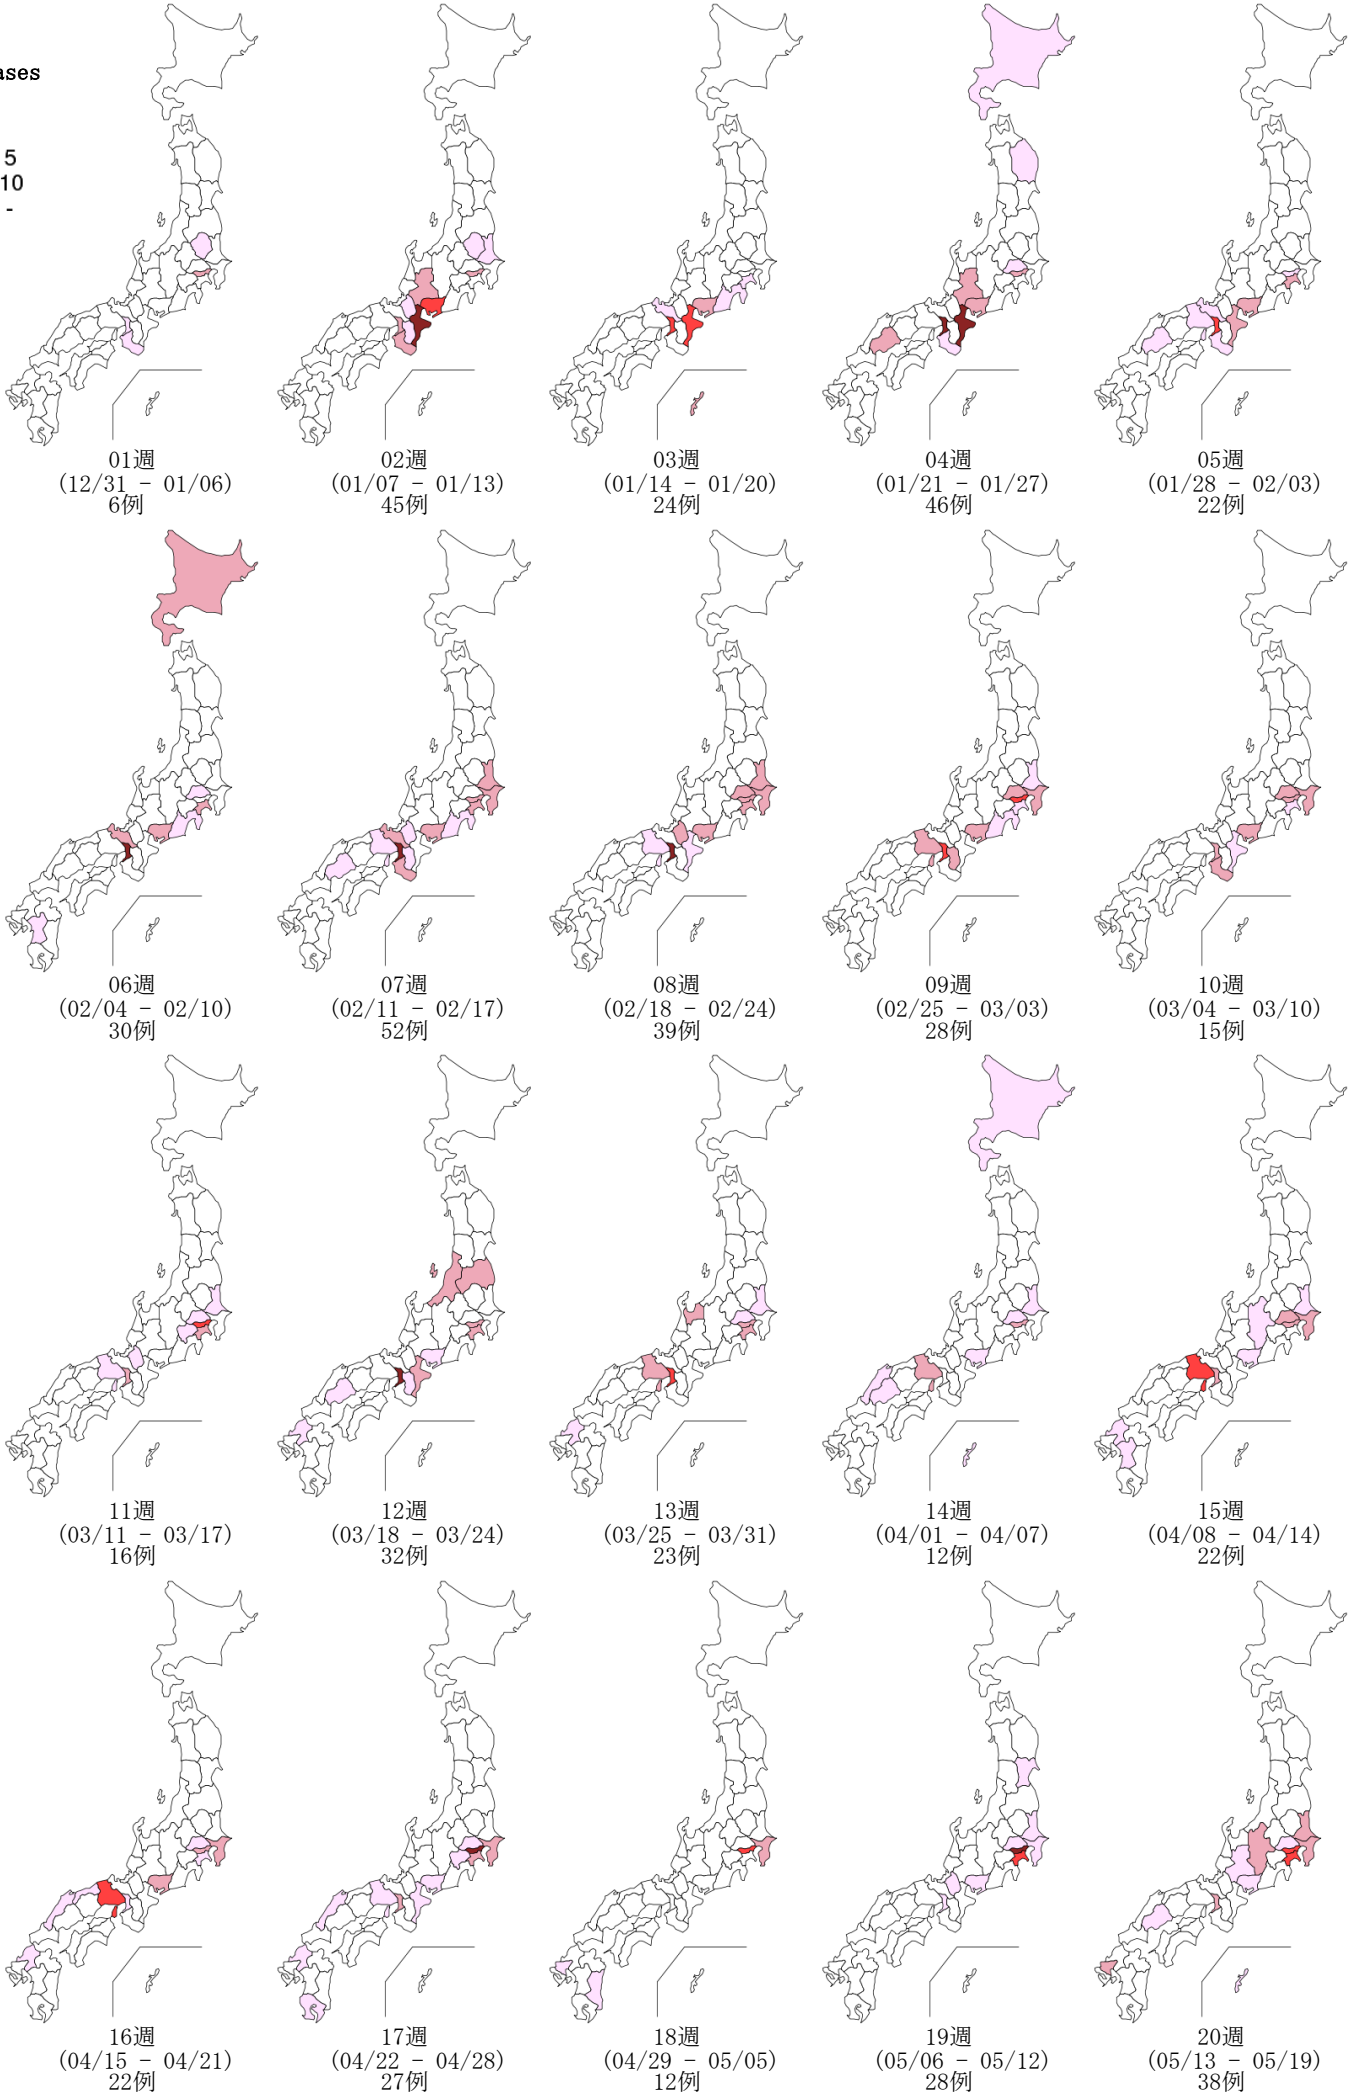 ases
5
10
-
01週
(12/31 - 01/06)
6例
02週
(01/07 - 01/13)
45例
03週
(01/14 - 01/20)
24例
04週
(01/21 - 01/27)
46例
05週
(01/28 - 02/03)
22例
06週
(02/04 - 02/10)
30例
07週
(02/11 - 02/17)
52例
08週
(02/18 - 02/24)
39例
09週
(02/25 - 03/03)
28例
10週
(03/04 - 03/10)
15例
11週
(03/11 - 03/17)
16例
12週
(03/18 - 03/24)
32例
13週
(03/25 - 03/31)
23例
14週
(04/01 - 04/07)
12例
15週
(04/08 - 04/14)
22例
16週
(04/15 - 04/21)
22例
17週
(04/22 - 04/28)
27例
18週
(04/29 - 05/05)
12例
19週
(05/06 - 05/12)
28例
20週
(05/13 - 05/19)
38例